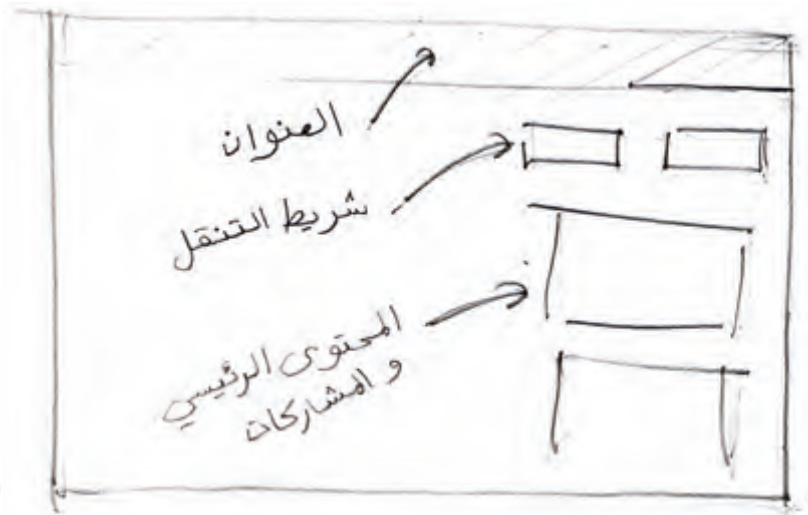 العنوان
شريط التنقل
المحتوى الرئيسي
و المشاركات